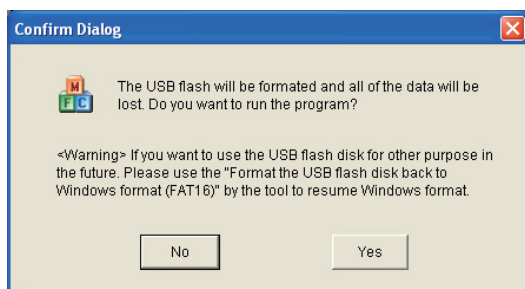 Confirm Dialog
M
F C
The USB flash will be formated and all of the data will be
lost. Do you want to run the program?
<Warning> If you want to use the USB flash disk for other purpose in
the future. Please use the "Format the USB flash disk back to
Windows format (FAT16)" by the tool to resume Windows format.
No Yes